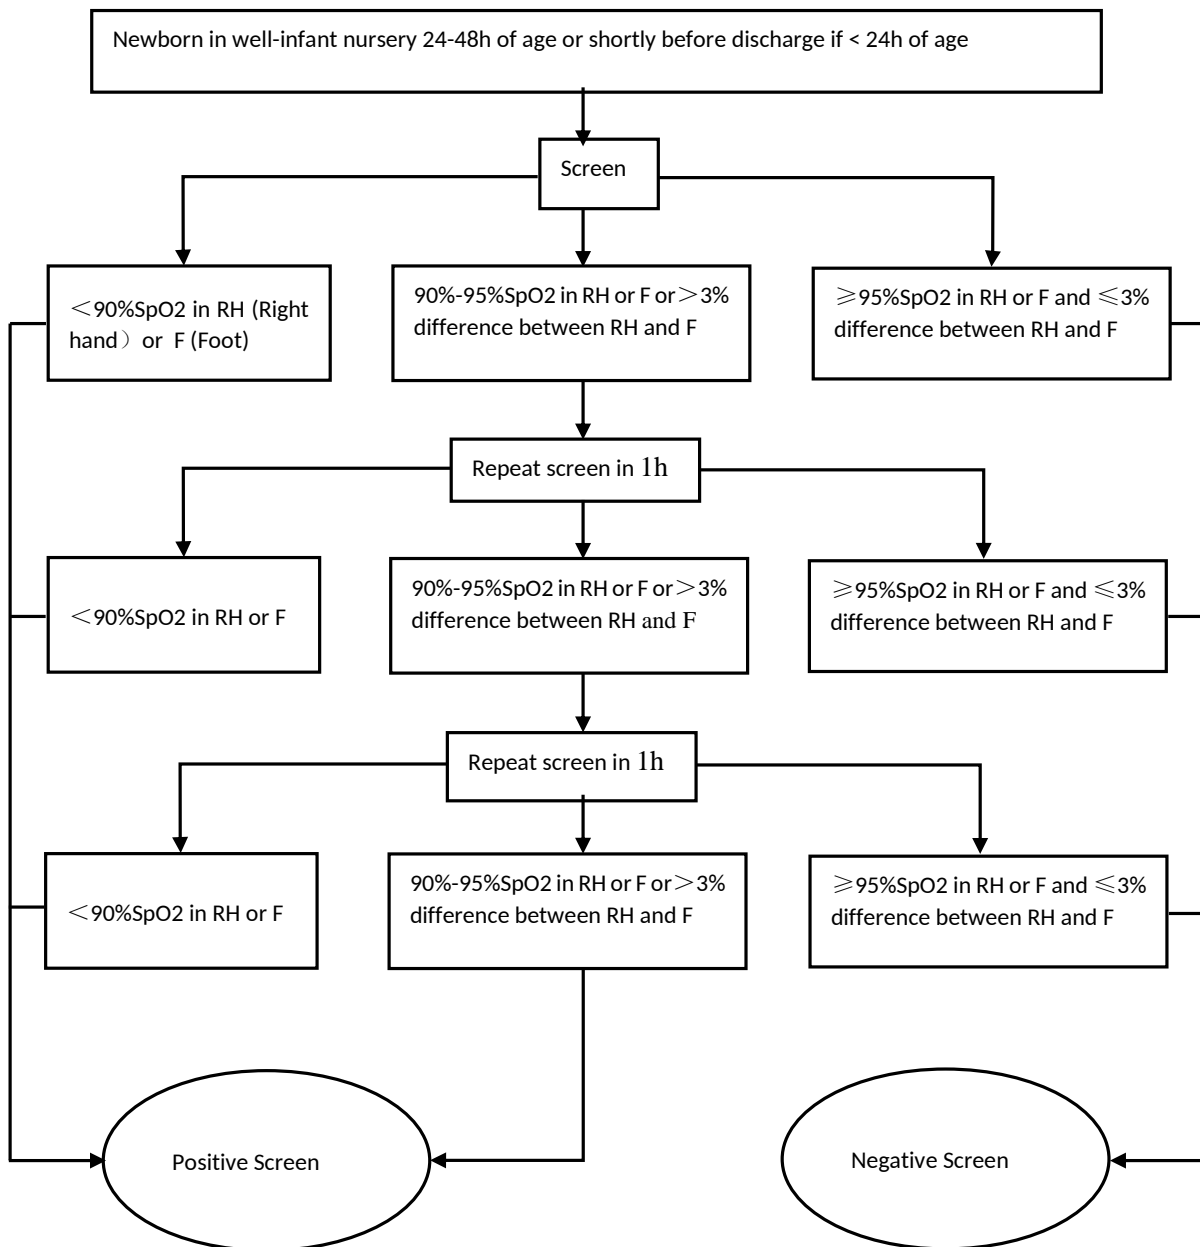 Newborn in well-infant nursery 24-48h of age or shortly before discharge if < 24h of age
Screen
＜90%SpO2 in RH (Right
hand）or F (Foot)
90%-95%SpO2 in RH or F or＞3%
difference between RH and F
≥95%SpO2 in RH or F and ≤3%
difference between RH and F
Repeat screen in 1h
＜90%SpO2 in RH or F
90%-95%SpO2 in RH or F or＞3%
difference between RH and F
≥95%SpO2 in RH or F and ≤3%
difference between RH and F
Repeat screen in 1h
＜90%SpO2 in RH or F
90%-95%SpO2 in RH or F or＞3%
difference between RH and F
≥95%SpO2 in RH or F and ≤3%
difference between RH and F
Positive Screen
Negative Screen